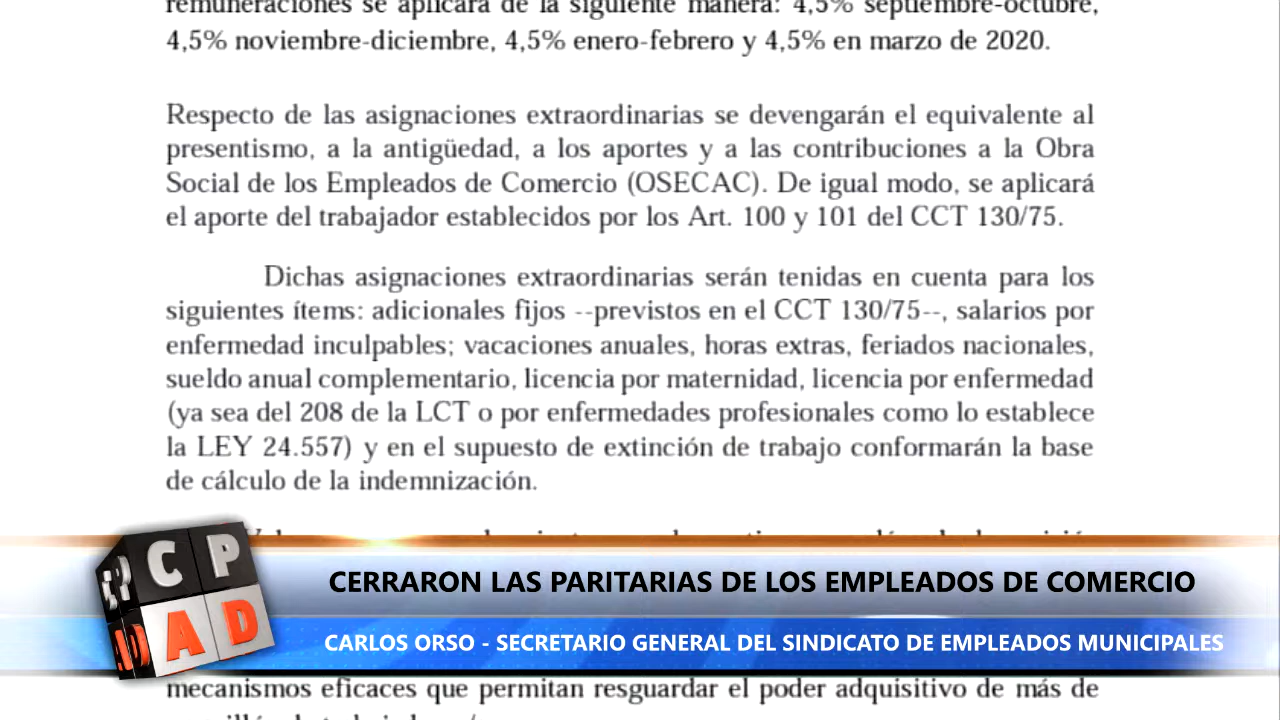 remuneraciones se aplicará de la siguiente manera: 4,5% septiembre-octubre,
4,5% noviembre-diciembre, 4,5% enero-febrero y 4,5% en marzo de 2020.
Respecto de las asignaciones extraordinarias se devengarán el equivalente al
presentismo, a la antigüedad, a los aportes y a las contribuciones a la Obra
Social de los Empleados de Comercio (OSECAC). De igual modo, se aplicará
el aporte del trabajador establecidos por los Art. 100 y 101 del CCT 130/75.
Dichas asignaciones extraordinarias serán tenidas en cuenta para los
siguientes ítems: adicionales fijos --previstos en el CCT 130/75--, salarios por
enfermedad inculpables; vacaciones anuales, horas extras, feriados nacionales,
sueldo anual complementario, licencia por maternidad, licencia por enfermedad
(ya sea del 208 de la LCT o por enfermedades profesionales como lo establece
la LEY 24.557) y en el supuesto de extinción de trabajo conformarán la base
de cálculo de la indemnización.
CP
AD
CERRARON LAS PARITARIAS DE LOS EMPLEADOS DE COMERCIO
CARLOS ORSO - SECRETARIO GENERAL DEL SINDICATO DE EMPLEADOS MUNICIPALES
mecanismos eficaces que permitan resguardar el poder adquisitivo de más de